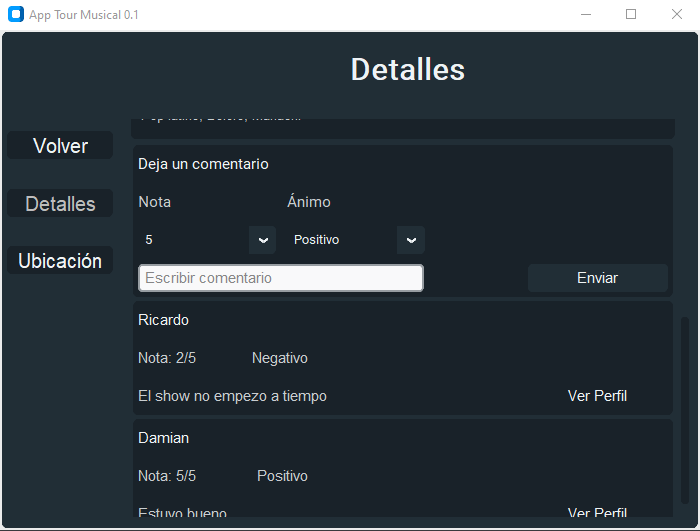 App Tour Musical 0.1
Detalles
Volver
Detalles
Ubicación
Deja un comentario
Nota Ánimo
5 Positivo
Escribir comentario Enviar
Ricardo
Nota: 2/5 Negativo
El show no empezo a tiempo Ver Perfil
Damian
Nota: 5/5 Positivo
Estuvo bueno Ver Perfil